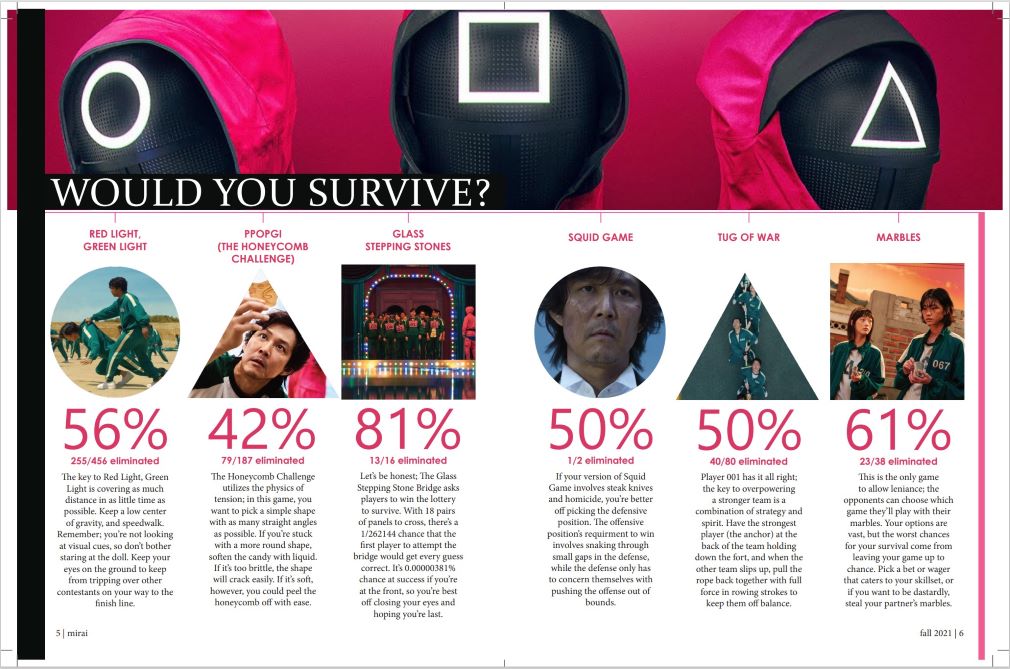 WOULD YOU SURVIVE?
RED LIGHT,
GREEN LIGHT
56%
255/456 eliminated
The key to Red Light, Green
Light is covering as much
distance in as little time as
possible. Keep a low center
of gravity, and speedwalk.
Remember; you're not looking
at visual cues, so don't bother
staring at the doll. Keep your
eyes on the ground to keep
from tripping over other
contestants on your way to the
finish line.
PPOPGI
(THE HONEYCOMB
CHALLENGE)
42%
79/187 eliminated
The Honeycomb Challenge
utilizes the physics of
tension; in this game, you
want to pick a simple shape
with as many straight angles
as possible. If you're stuck
with a more round shape,
soften the candy with liquid.
If it's too brittle, the shape
will crack easily. If it's soft,
however, you could peel the
honeycomb off with ease.
GLASS
STEPPING STONES
81%
13/16 eliminated
Let's be honest; The Glass
Stepping Stone Bridge asks
players to win the lottery
to survive. With 18 pairs
of panels to cross, there's a
1/262144 chance that the
first player to attempt the
bridge would get every guess
correct. It's 0.00000381%
chance at success if you're
at the front, so you're best
off closing your eyes and
hoping you're last.
SQUID GAME
50%
1/2 eliminated
If your version of Squid
Game involves steak knives
and homicide, you're better
off picking the defensive
position. The offensive
position's requirment to win
involves snaking through
small gaps in the defense,
while the defense only has
to concern themselves with
pushing the offense out of
bounds.
TUG OF WAR
50%
40/80 eliminated
Player 001 has it all right;
the key to overpowering
a stronger team is a
combination of strategy and
spirit. Have the strongest
player (the anchor) at the
back of the team holding
down the fort, and when the
other team slips up, pull the
rope back together with full
force in rowing strokes to
keep them off balance.
MARBLES
067
61%
23/38 eliminated
This is the only game
to allow leniance; the
opponents can choose which
game they'll play with their
marbles. Your options are
vast, but the worst chances
for your survival come from
leaving your game up to
chance. Pick a bet or wager
that caters to your skillset, or
if you want to be dastardly,
steal your partner's marbles.
5 | mirai
fall 2021 | 6